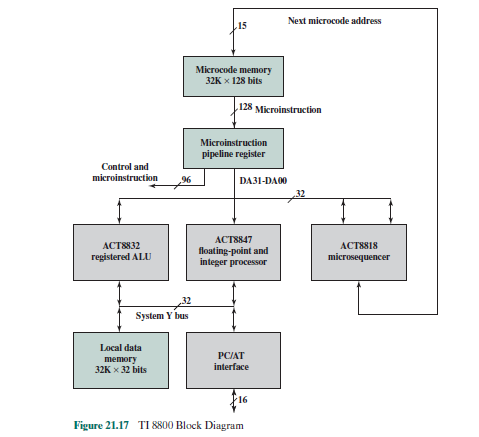 Next microcode address
15
Microcode memory
32K × 128 bits
128 Microinstruction
Microinstruction
pipeline register
Control and
microinstruction
96
DA31-DA00
32
ACT8832
registered ALU
ACT8847
floating-point and
integer processor
ACT8818
microsequencer
32
System Y bus
Local data
memory
32K × 32 bits
PC/AT
interface
16
Figure 21.17 TI 8800 Block Diagram